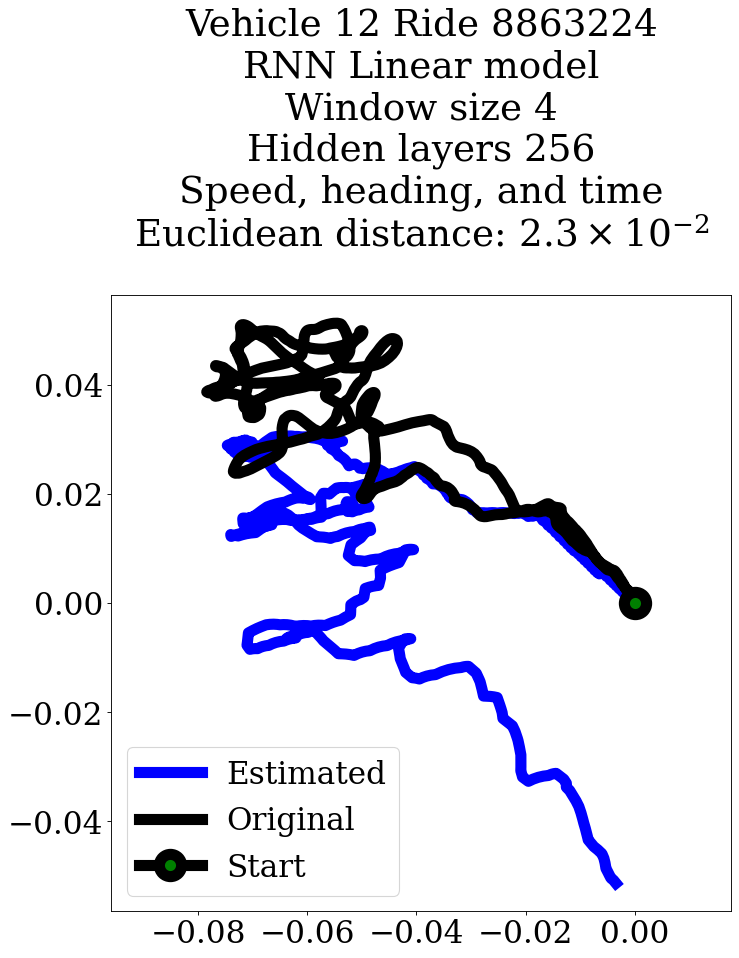 Vehicle 12 Ride 8863224
RNN Linear model
Window size 4
Hidden layers 256
Speed, heading, and time
Euclidean distance: 2.3 × 10⁻²
0.04
0.02
0.00
−0.02
−0.04
Estimated
Original
Start
−0.08 −0.06 −0.04 −0.02 0.00